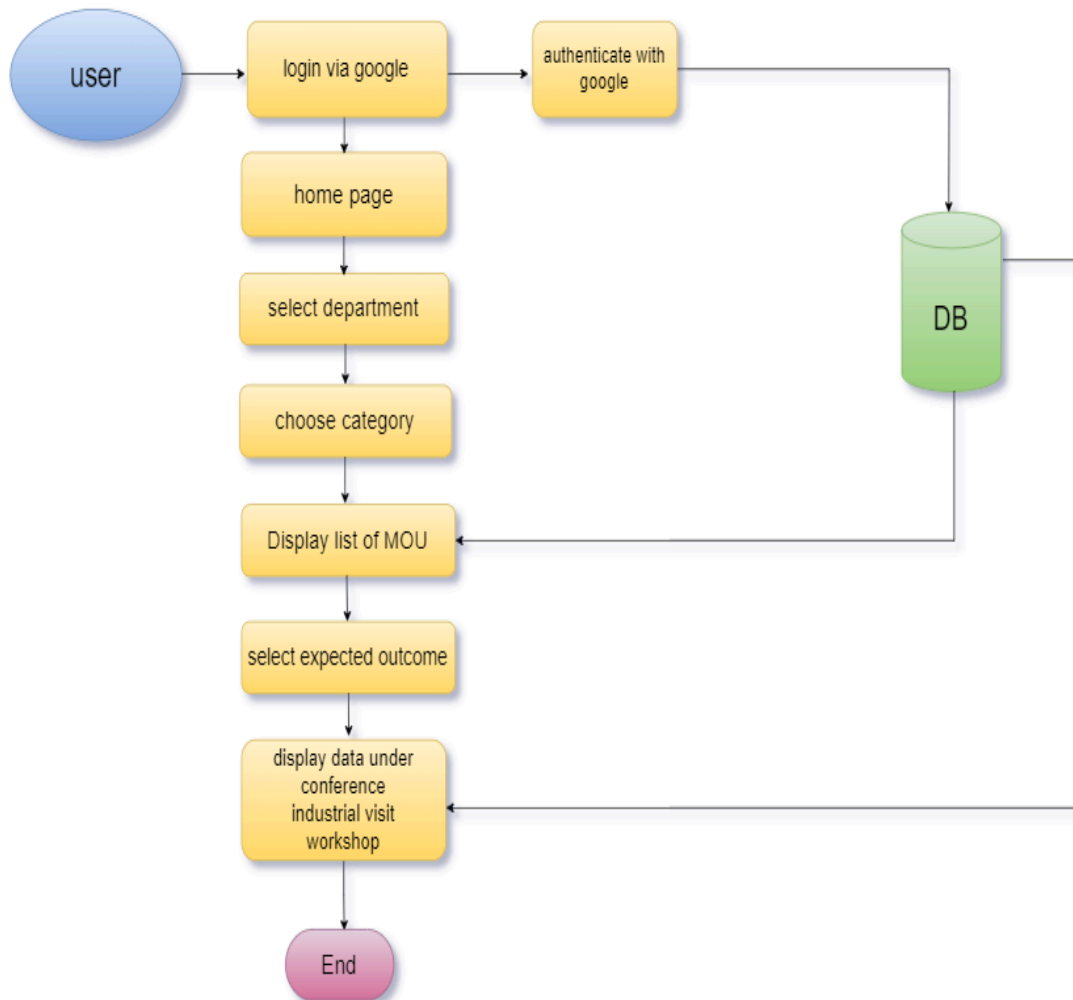 user
login via google
authenticate with
google
home page
select department
DB
choose category
Display list of MOU
select expected outcome
display data under
conference
industrial visit
workshop
End